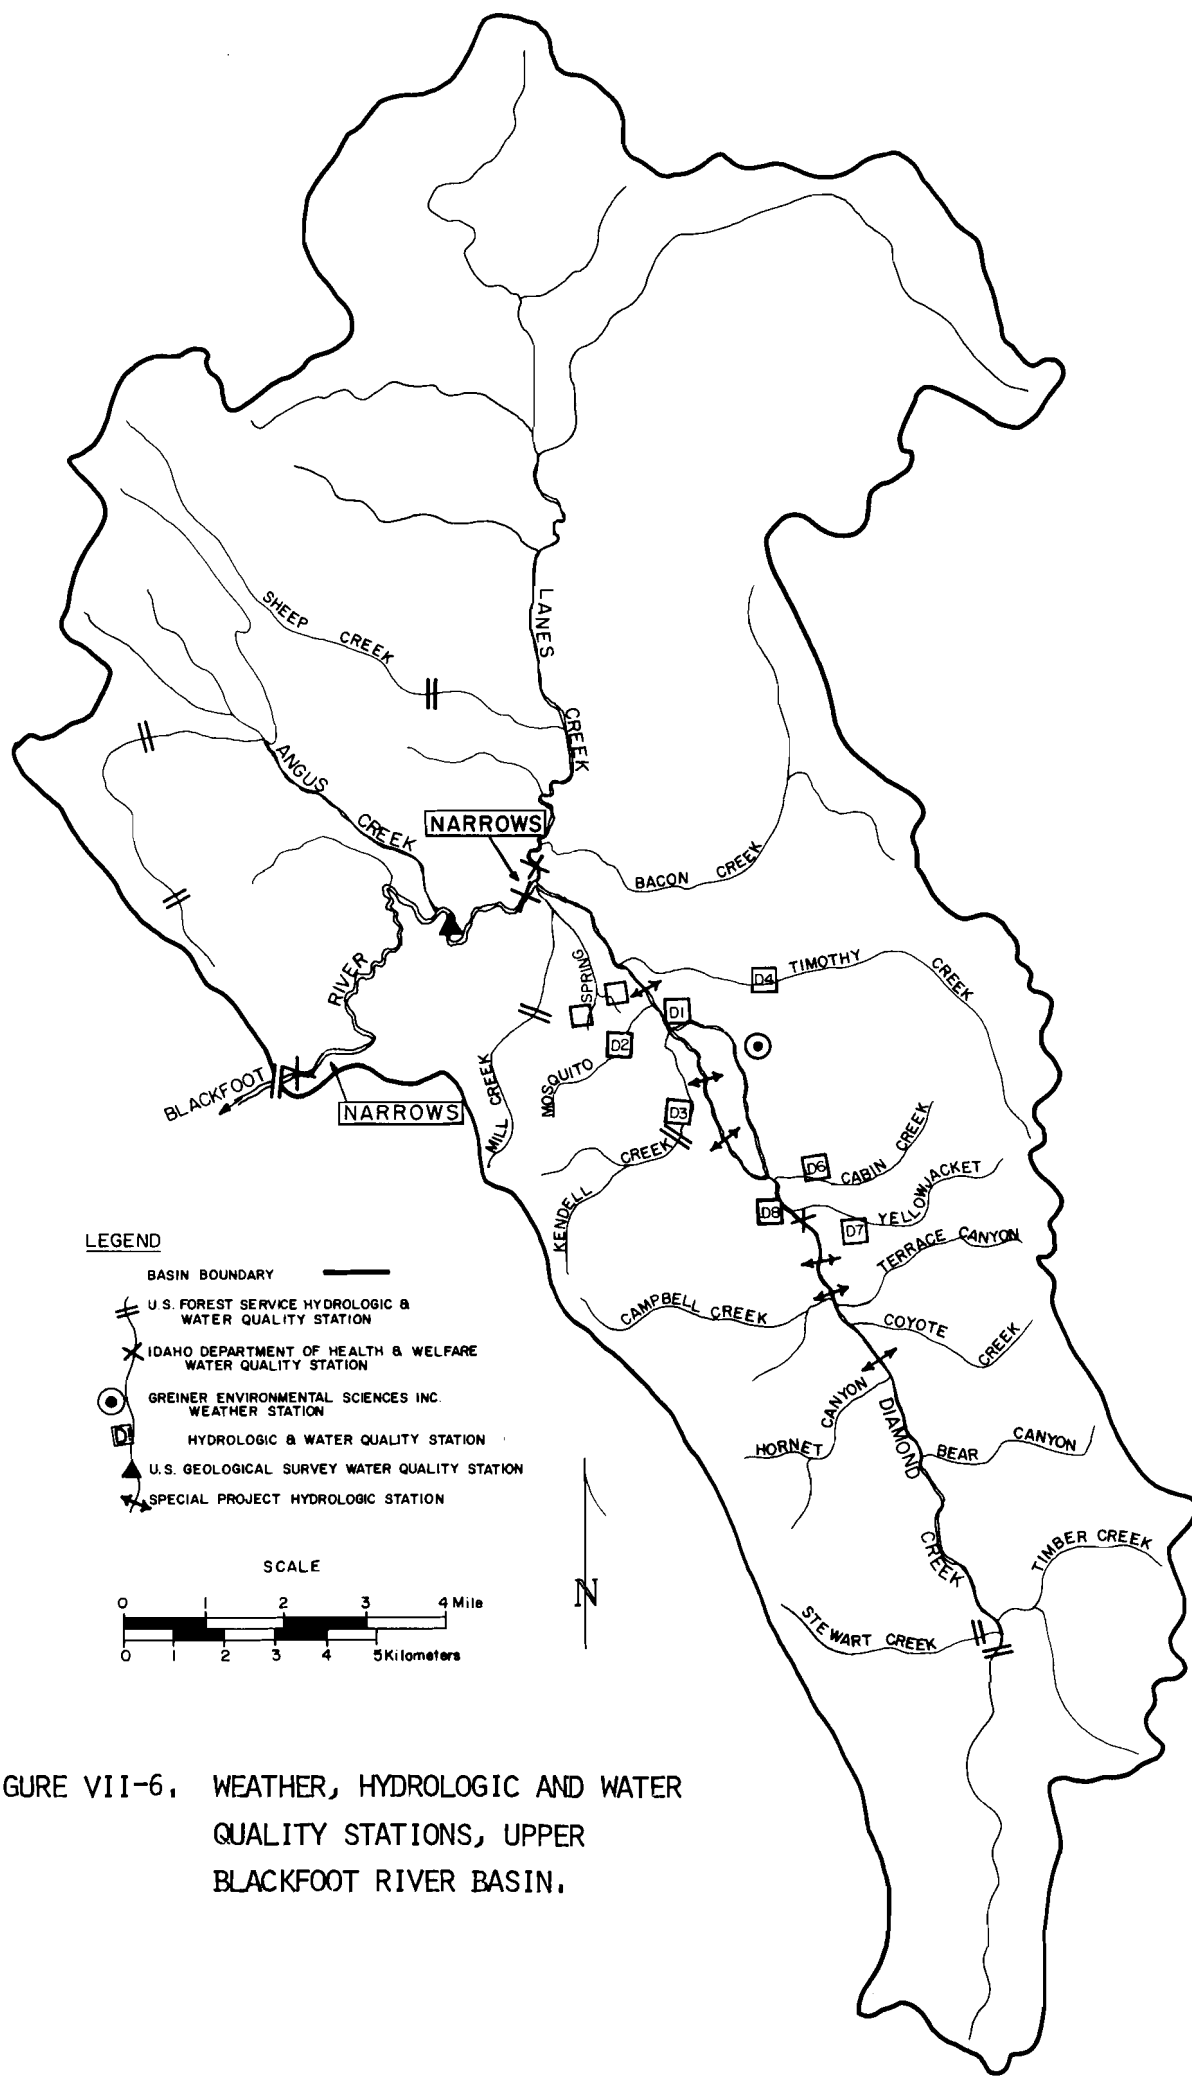 LANES
CREEK
SHEEP CREEK
ANGUS
CREEK
NARROWS
BACON CREEK
RIVER
SPRING
D4
TIMOTHY
CREEK
D1
D2
MOSQUITO
BLACKFOOT
NARROWS
MILL CREEK
D3
CREEK
KENDELL
D6
CABIN CREEK
D8
YELLOWJACKET
D7
TERRACE CANYON
CAMPBELL CREEK
COYOTE
CREEK
CANYON
HORNET
DIAMOND
BEAR CANYON
CREEK
TIMBER CREEK
STEWART CREEK
LEGEND
BASIN BOUNDARY
U.S. FOREST SERVICE HYDROLOGIC &
WATER QUALITY STATION
IDAHO DEPARTMENT OF HEALTH & WELFARE
WATER QUALITY STATION
GREINER ENVIRONMENTAL SCIENCES INC.
WEATHER STATION
HYDROLOGIC & WATER QUALITY STATION
U.S. GEOLOGICAL SURVEY WATER QUALITY STATION
SPECIAL PROJECT HYDROLOGIC STATION
SCALE
0 1 2 3 4 Mile
0 1 2 3 4 5 Kilometers
N
GURE VII-6. WEATHER, HYDROLOGIC AND WATER
QUALITY STATIONS, UPPER
BLACKFOOT RIVER BASIN.